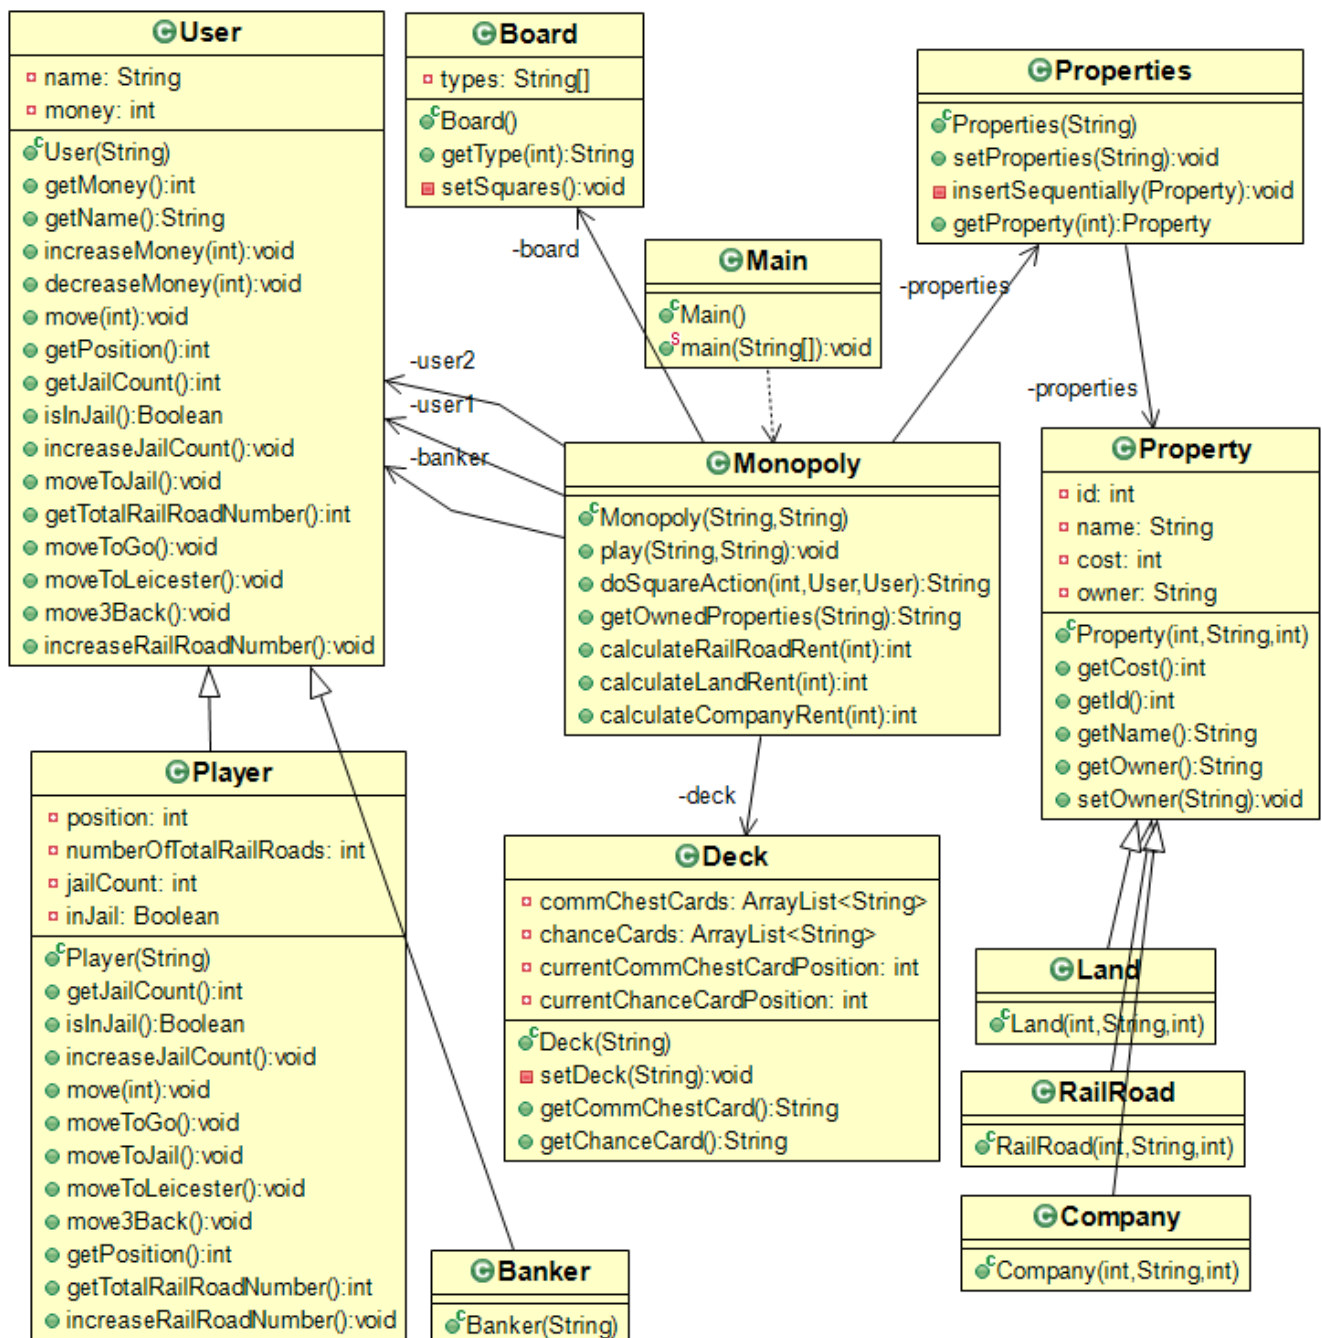 User
name: String
money: int
User(String)
getMoney():int
getName():String
increaseMoney(int):void
decreaseMoney(int):void
move(int):void
getPosition():int
getJailCount():int
isInJail():Boolean
increaseJailCount():void
moveToJail():void
getTotalRailRoadNumber():int
moveToGo():void
moveToLeicester():void
move3Back():void
increaseRailRoadNumber():void
Board
types: String[]
Board()
getType(int):String
setSquares():void
Properties
Properties(String)
setProperties(String):void
insertSequentially(Property):void
getProperty(int):Property
-board
Main
Main()
main(String[]):void
-properties
-user2
-user1
-banker
-properties
Monopoly
Monopoly(String,String)
play(String,String):void
doSquareAction(int,User,User):String
getOwnedProperties(String):String
calculateRailRoadRent(int):int
calculateLandRent(int):int
calculateCompanyRent(int):int
Property
id: int
name: String
cost: int
owner: String
Property(int,String,int)
getCost():int
getId():int
getName():String
getOwner():String
setOwner(String):void
-deck
Player
position: int
numberOfTotalRailRoads: int
jailCount: int
inJail: Boolean
Player(String)
getJailCount():int
isInJail():Boolean
increaseJailCount():void
move(int):void
moveToGo():void
moveToJail():void
moveToLeicester():void
move3Back():void
getPosition():int
getTotalRailRoadNumber():int
increaseRailRoadNumber():void
Deck
commChestCards: ArrayList<String>
chanceCards: ArrayList<String>
currentCommChestCardPosition: int
currentChanceCardPosition: int
Deck(String)
setDeck(String):void
getCommChestCard():String
getChanceCard():String
Land
Land(int,String,int)
RailRoad
RailRoad(int,String,int)
Company
Company(int,String,int)
Banker
Banker(String)